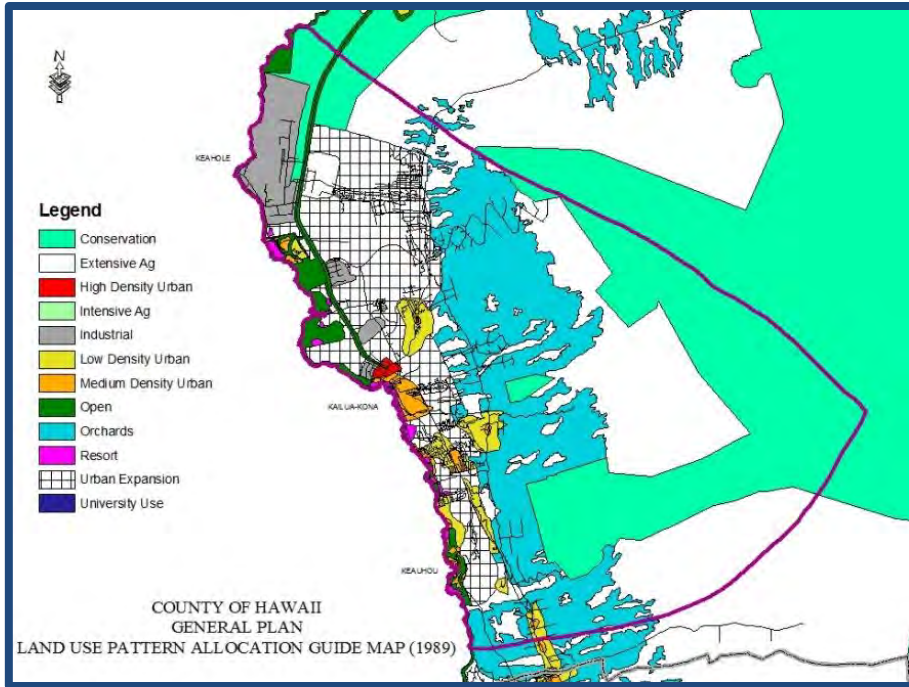 N
KEAHOLE
Legend
Conservation
Extensive Ag
High Density Urban
Intensive Ag
Industrial
Low Density Urban
Medium Density Urban
Open
Orchards
Resort
Urban Expansion
University Use
KAILUA-KONA
KEAUHOU
COUNTY OF HAWAII
GENERAL PLAN
LAND USE PATTERN ALLOCATION GUIDE MAP (1989)